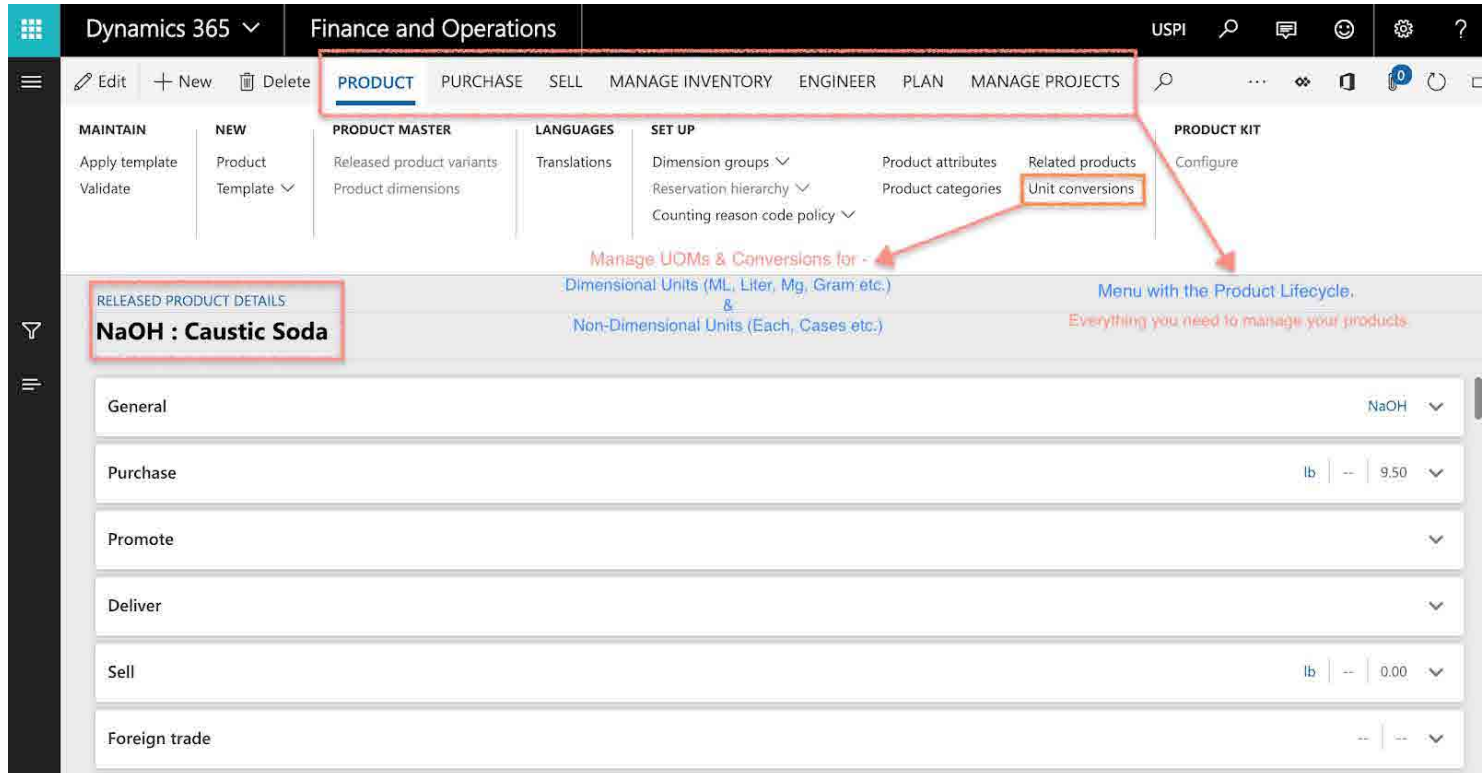 Dynamics 365 Finance and Operations USPI ?
Edit + New Delete PRODUCT PURCHASE SELL MANAGE INVENTORY ENGINEER PLAN MANAGE PROJECTS ... 0
MAINTAIN NEW PRODUCT MASTER LANGUAGES SET UP PRODUCT KIT
Apply template Product Released product variants Translations Dimension groups Product attributes Related products Configure
Validate Template Product dimensions Reservation hierarchy Product categories Unit conversions
Counting reason code policy
Manage UOMs & Conversions for -
Dimensional Units (ML, Liter, Mg, Gram etc.)
&
Non-Dimensional Units (Each, Cases etc.)
Menu with the Product Lifecycle.
Everything you need to manage your products
RELEASED PRODUCT DETAILS
NaOH : Caustic Soda
General NaOH
Purchase lb -- 9.50
Promote
Deliver
Sell lb -- 0.00
Foreign trade -- --